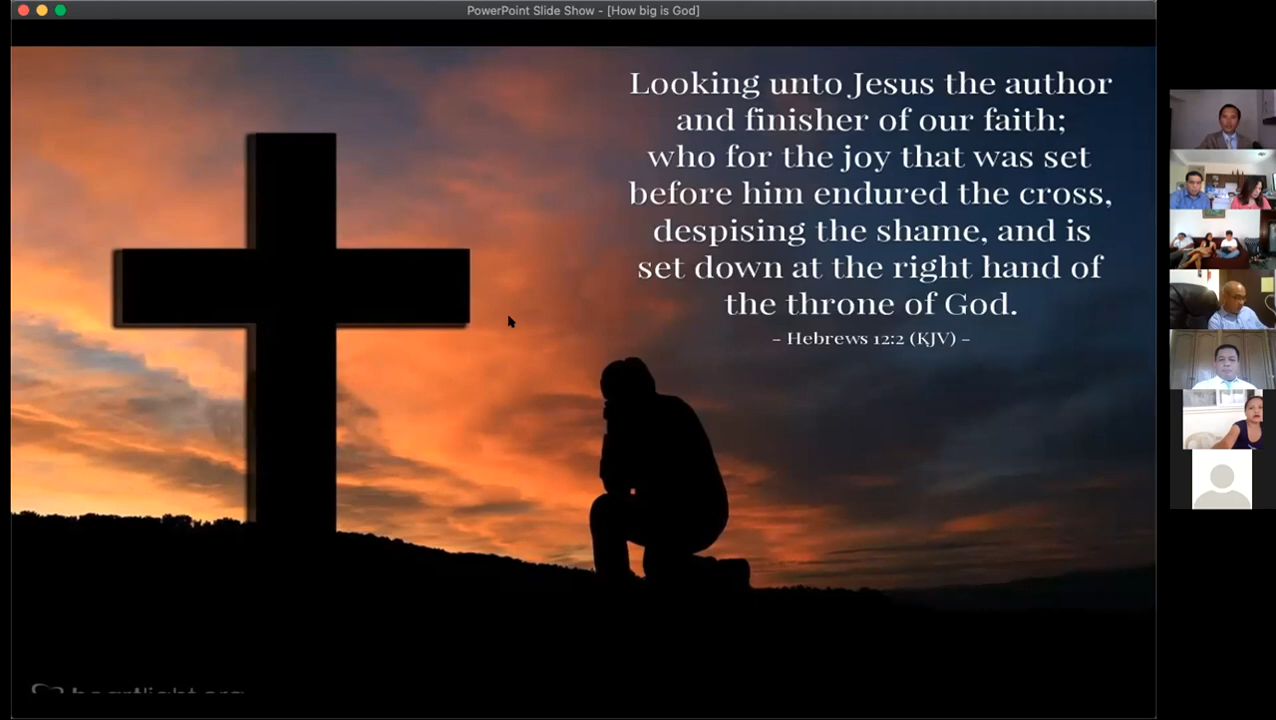 PowerPoint Slide Show - [How big is God]
Looking unto Jesus the author
and finisher of our faith;
who for the joy that was set
before him endured the cross,
despising the shame, and is
set down at the right hand of
the throne of God.
– Hebrews 12:2 (KJV) –
heartlight.org